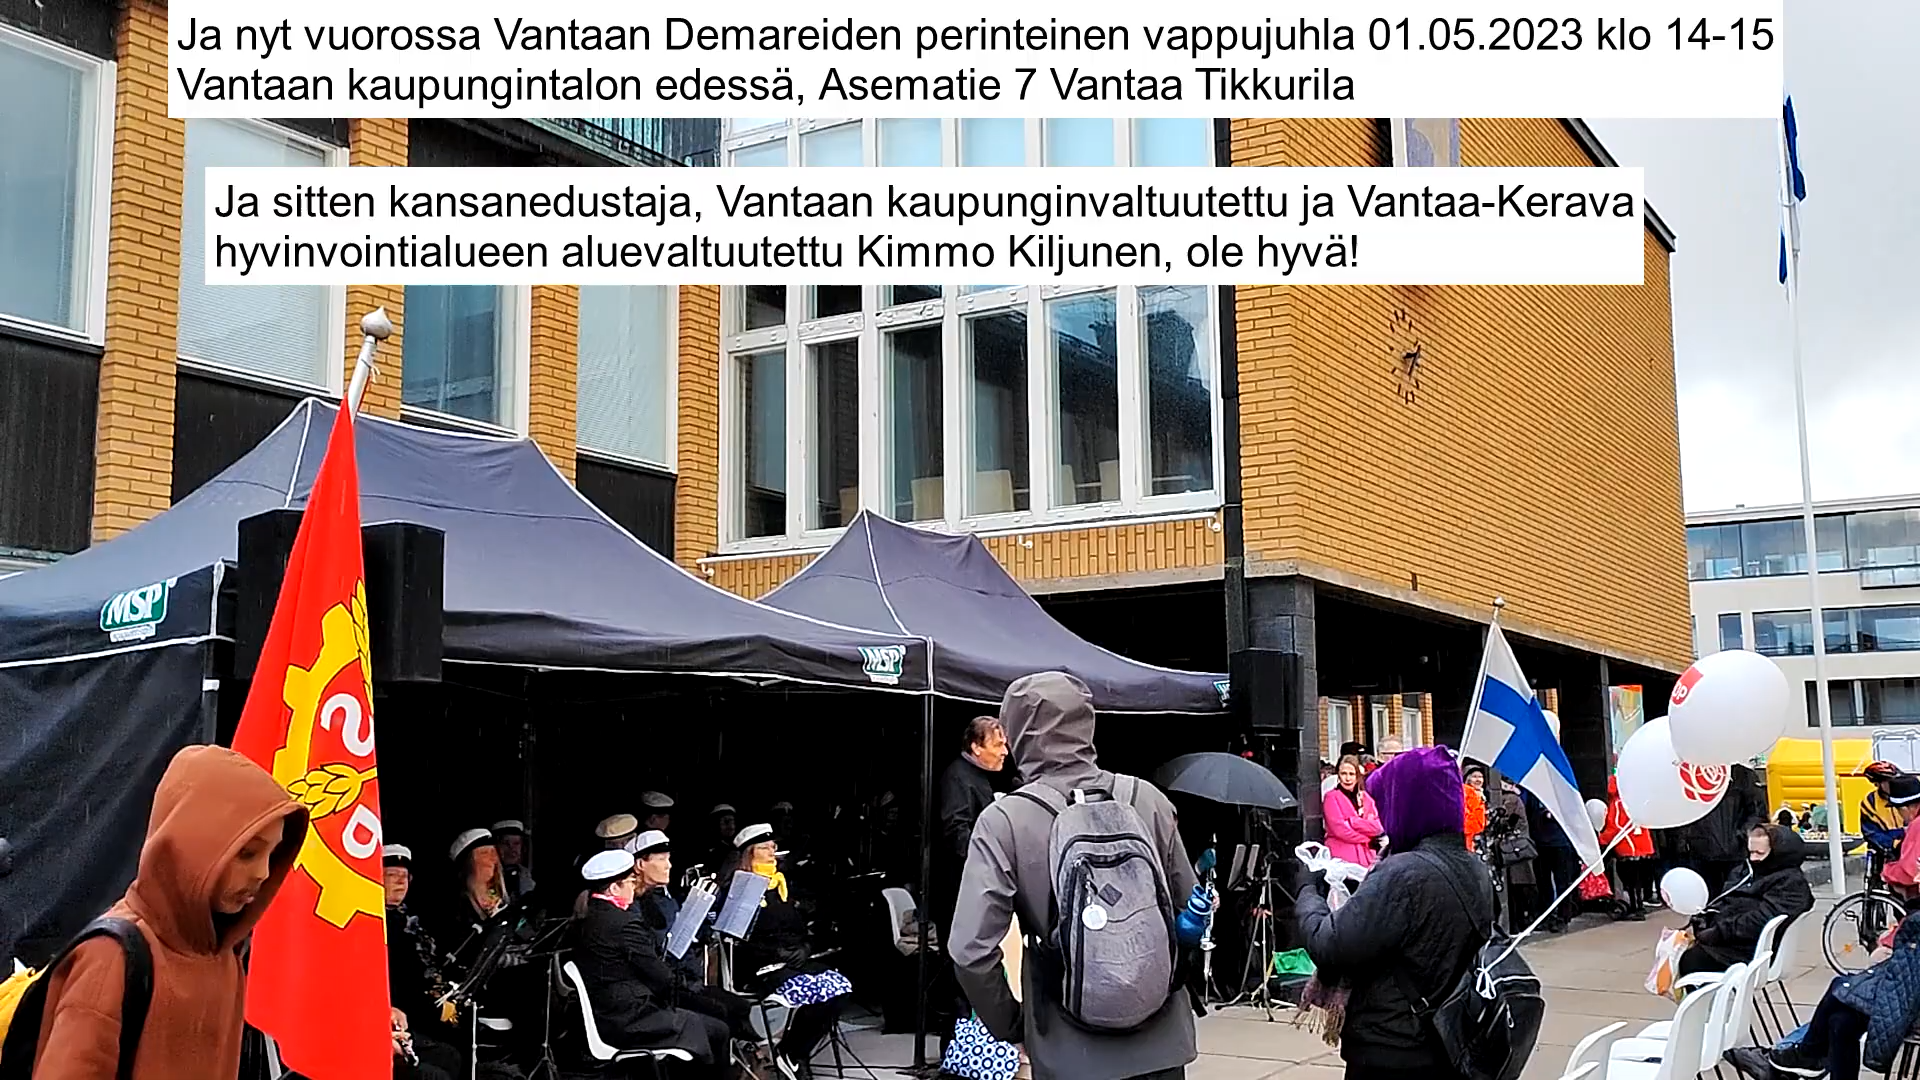 Ja nyt vuorossa Vantaan Demareiden perinteinen vappujuhla 01.05.2023 klo 14-15
Vantaan kaupungintalon edessä, Asematie 7 Vantaa Tikkurila
Ja sitten kansanedustaja, Vantaan kaupunginvaltuutettu ja Vantaa-Kerava
hyvinvointialueen aluevaltuutettu Kimmo Kiljunen, ole hyvä!
MSP
MSP
S
D